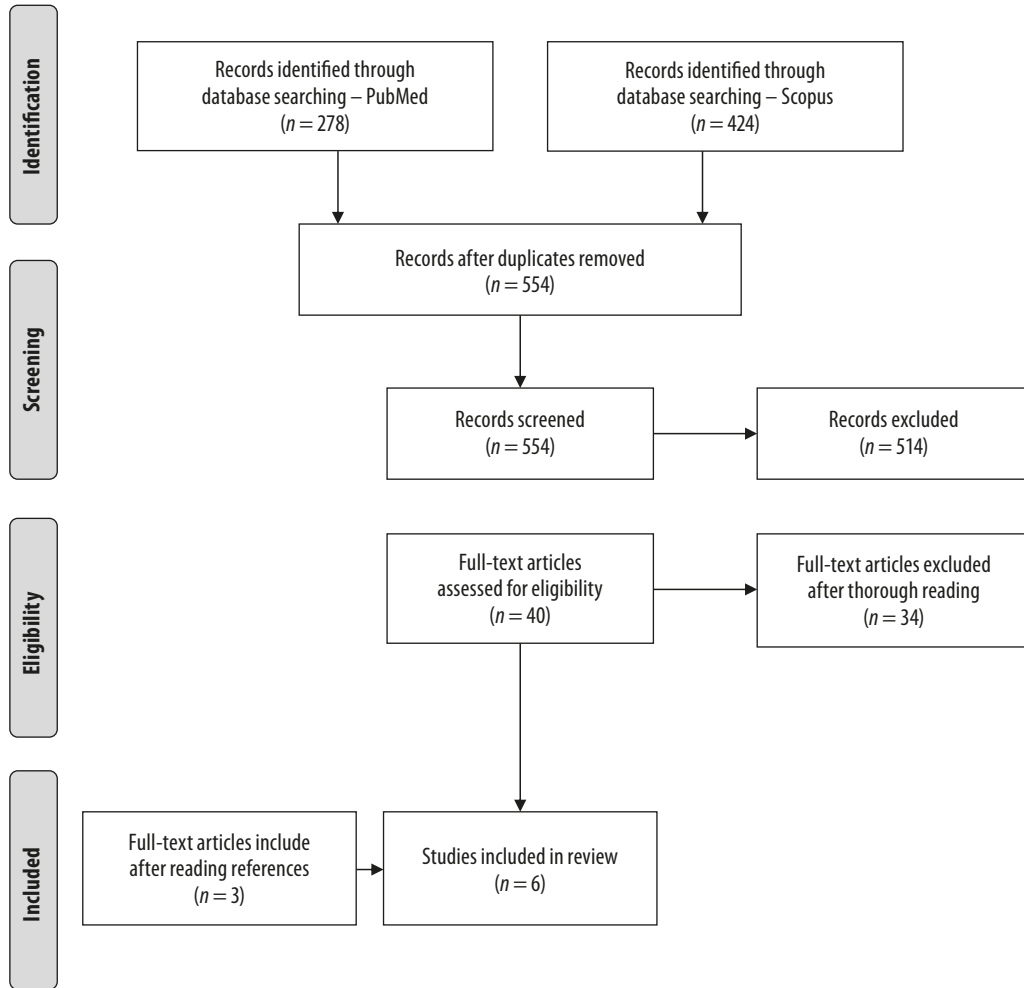 Identification
Records identified through
database searching – PubMed
(n = 278)
Records identified through
database searching – Scopus
(n = 424)
Records after duplicates removed
(n = 554)
Screening
Records screened
(n = 554)
Records excluded
(n = 514)
Eligibility
Full-text articles
assessed for eligibility
(n = 40)
Full-text articles excluded
after thorough reading
(n = 34)
Included
Full-text articles include
after reading references
(n = 3)
Studies included in review
(n = 6)